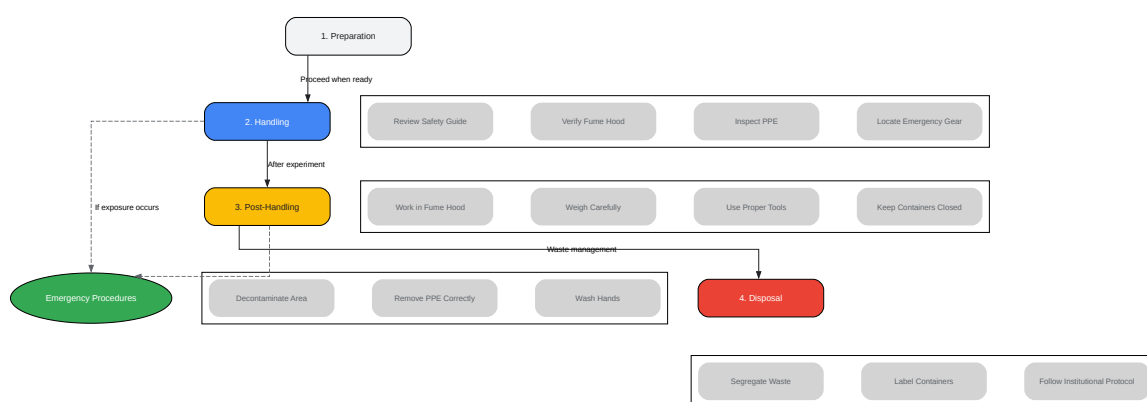 1. Preparation
Proceed when ready
2. Handling
Review Safety Guide
Verify Fume Hood
Inspect PPE
Locate Emergency Gear
After experiment
If exposure occurs
3. Post-Handling
Work in Fume Hood
Weigh Carefully
Use Proper Tools
Keep Containers Closed
Waste management
Emergency Procedures
Decontaminate Area
Remove PPE Correctly
Wash Hands
4. Disposal
Segregate Waste
Label Containers
Follow Institutional Protocol